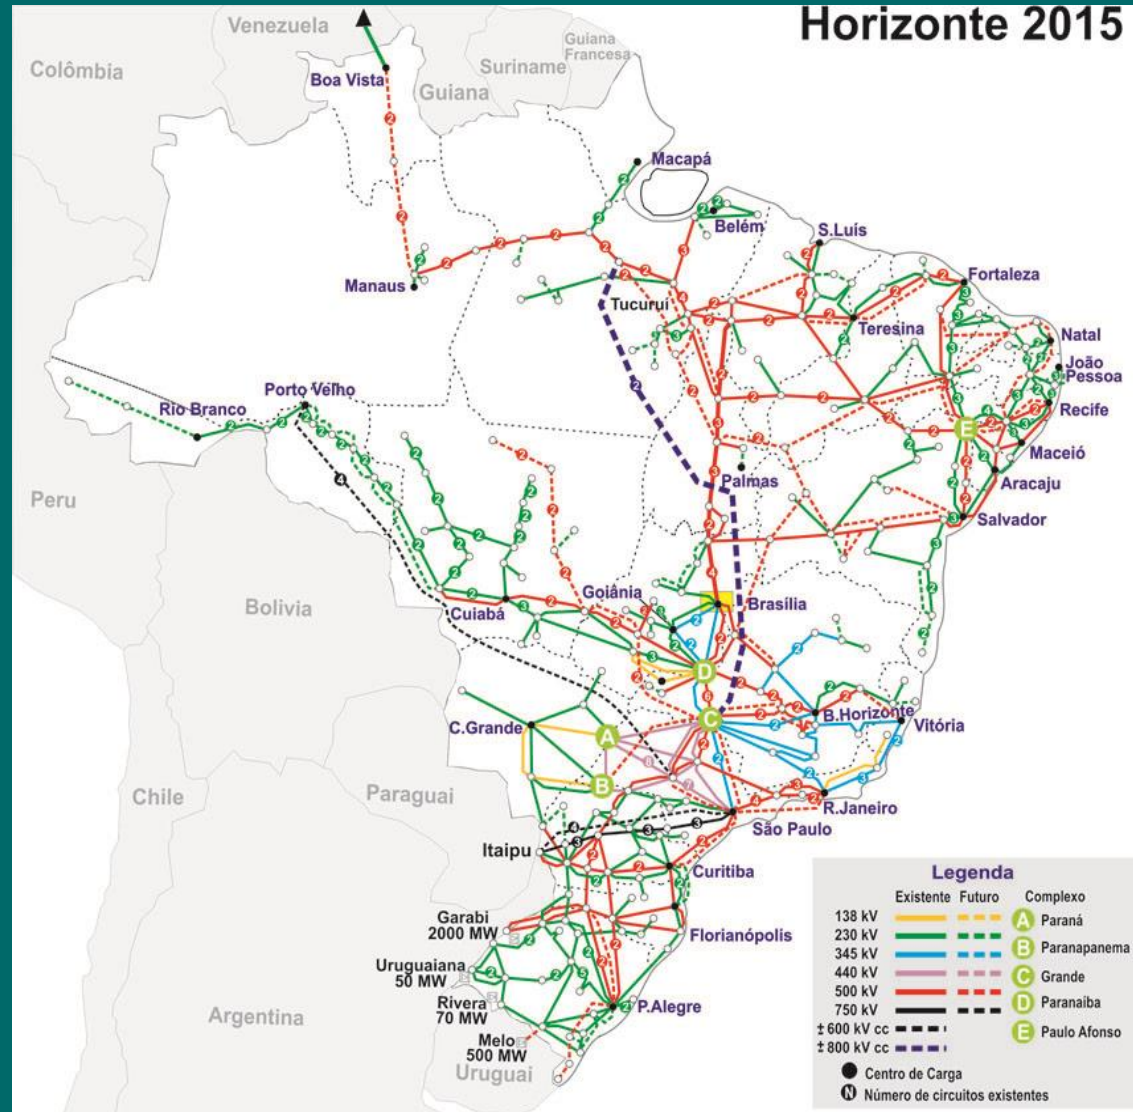 Horizonte 2015
Venezuela
Guiana
Francesa
Suriname
Colômbia
Boa Vista
Guiana
Macapá
Belém
S.Luís
Manaus
Fortaleza
Tucuruí
Teresina
Natal
João
Pessoa
Porto Velho
Rio Branco
Recife
E
Maceió
Palmas
Aracaju
Peru
Salvador
Bolivia
Goiânia
Brasília
Cuiabá
D
C
B.Horizonte
Vitória
C.Grande
A
B
Chile
Paraguai
R.Janeiro
São Paulo
Itaipu
Curitiba
Garabi
2000 MW
Florianópolis
Uruguaiana
50 MW
Rivera
70 MW
P.Alegre
Argentina
Melo
500 MW
Uruguai
Legenda
Existente Futuro Complexo
138 kV A Paraná
230 kV
345 kV B Paranapanema
440 kV C Grande
500 kV D Paranaiba
750 kV
± 600 kV cc E Paulo Afonso
± 800 kV cc
Centro de Carga
N Número de circuitos existentes